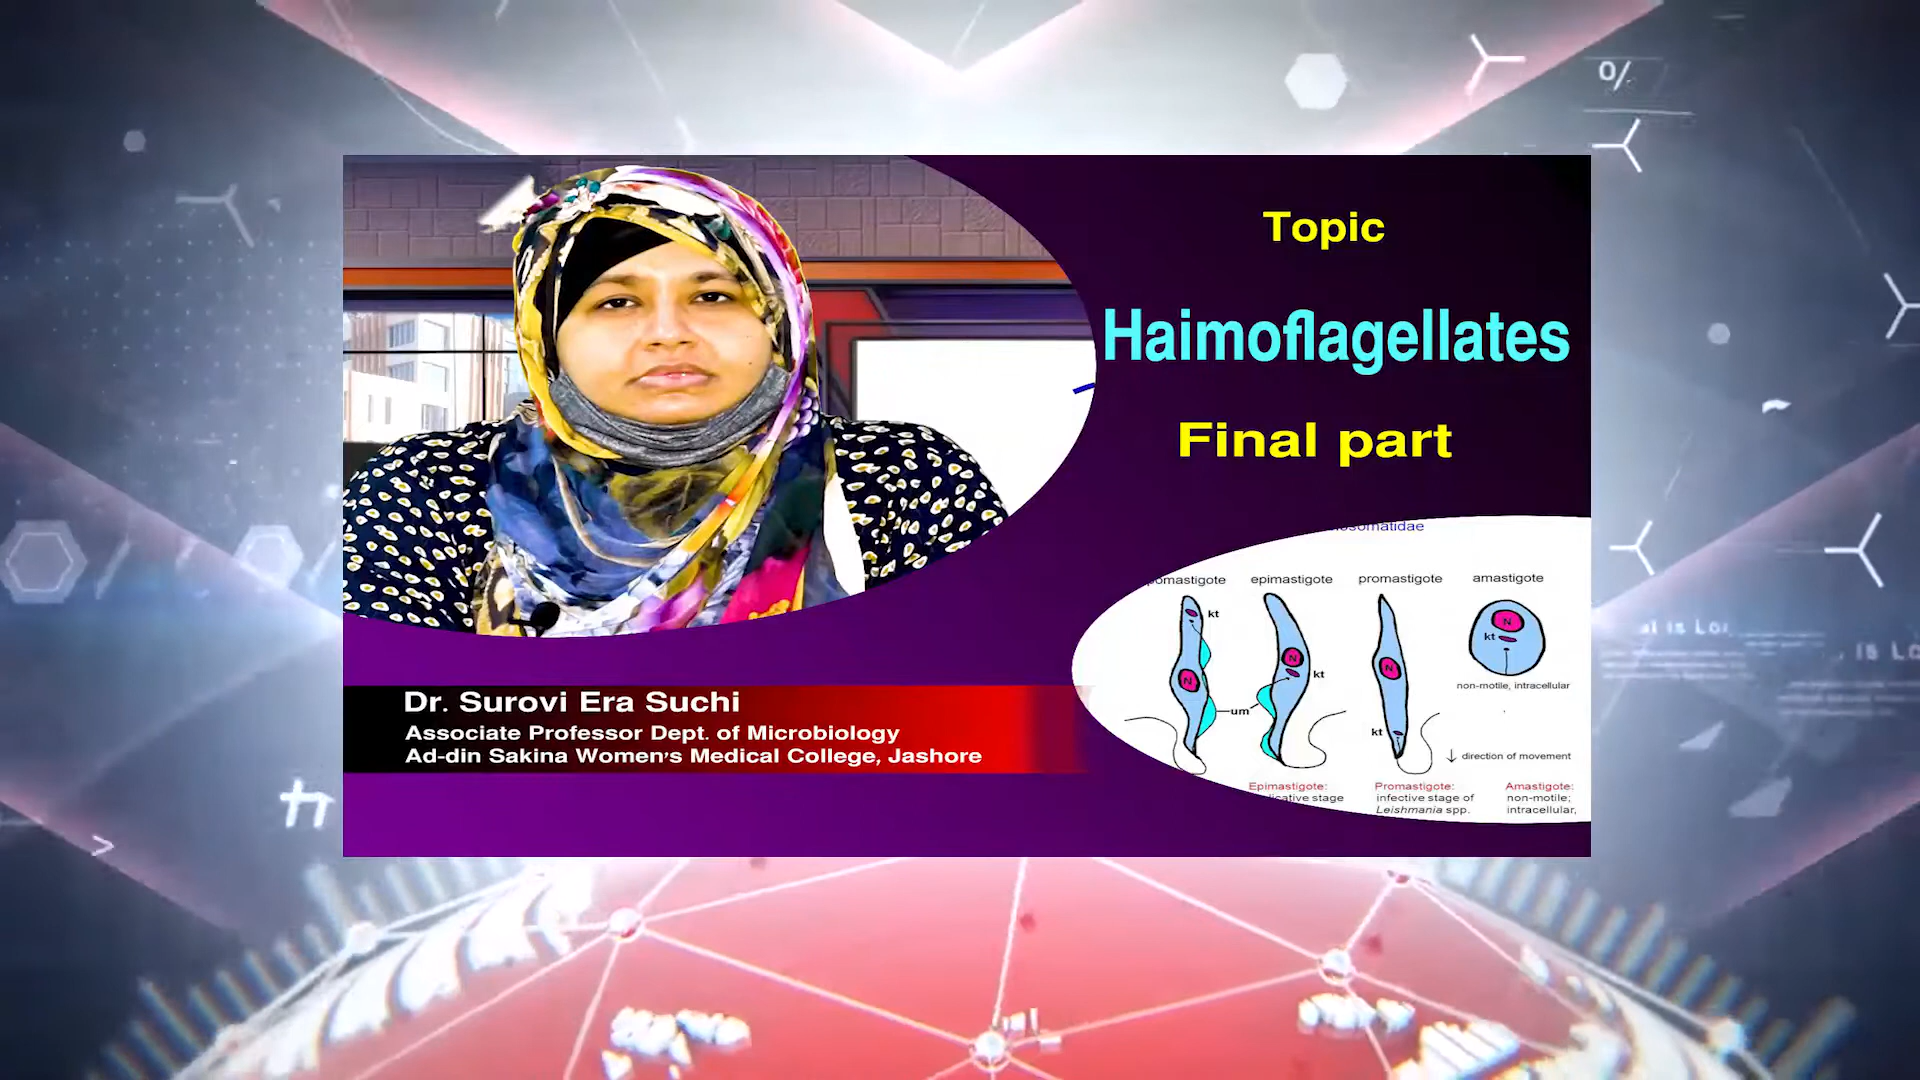 Topic
Haimoflagellates
Final part
Dr. Surovi Era Suchi
Associate Professor Dept. of Microbiology
Ad-din Sakina Women's Medical College, Jashore
epimastigote promastigote amastigote
kt
N
kt
N
kt
N
N
kt
um
kt
non-motile, intracellular
↓ direction of movement
Epimastigote: Promastigote: Amastigote:
stage infective stage of non-motile;
Leishmania spp. intracellular,
%